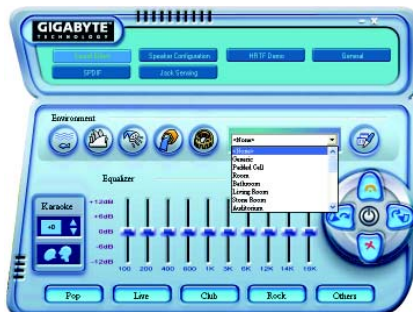 GIGABYTE
TECHNOLOGY
Sound Effect Speaker Configuration HRTF Demo General
SPDIF Jack Sensing
Environment
<None>
<None>
Generic
Padded Cell
Room
Bathroom
Living Room
Stone Room
Auditorium
Equalizer
Karaoke
+0
+12dB
+6dB
0dB
-6dB
-12dB
100 200 400 600 1K 3K 6K 12K 14K 16K
Pop Live Club Rock Others